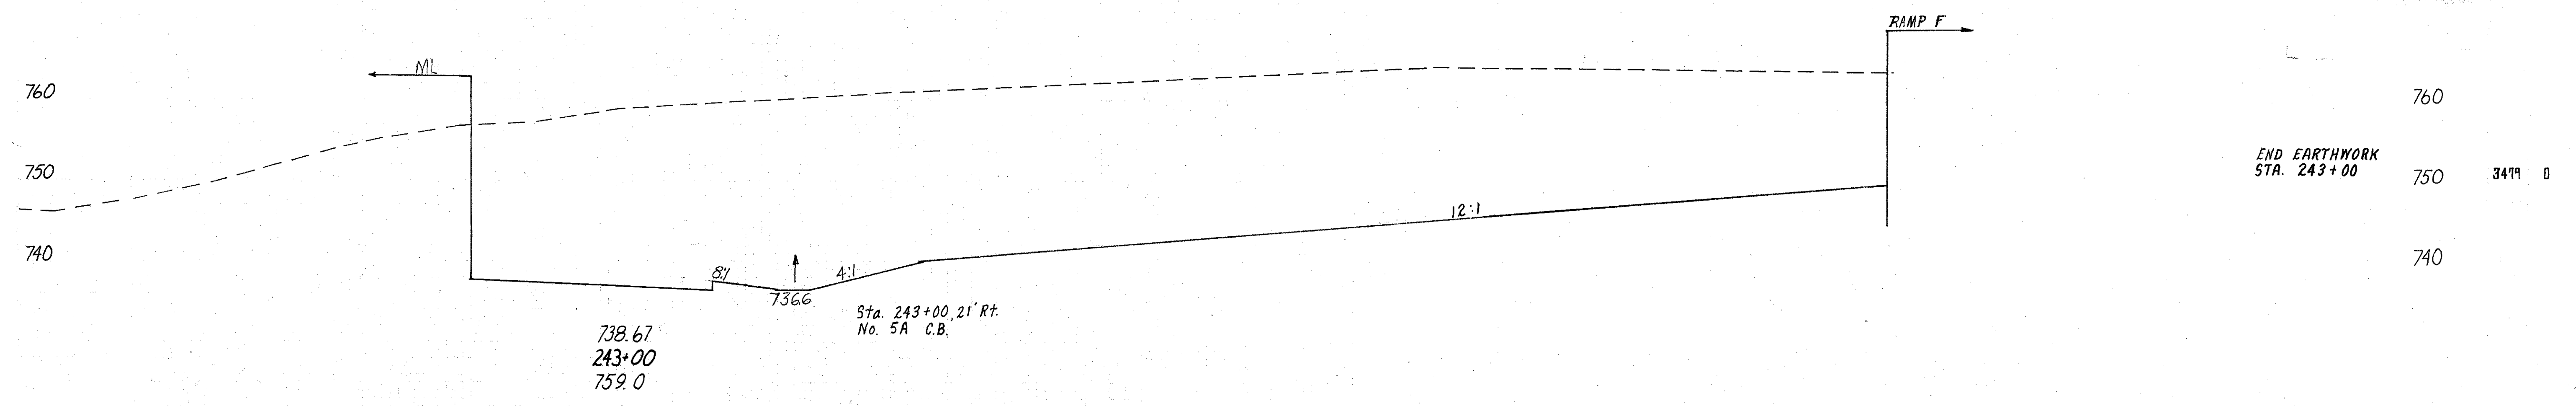 RAMP F
ML
760
760
END EARTHWORK
STA. 243+00
750
750
3479 0
12:1
740
740
8:1
4:1
736.6
Sta. 243+00, 21' Rt.
No. 5A C.B.
738.67
243+00
759.0